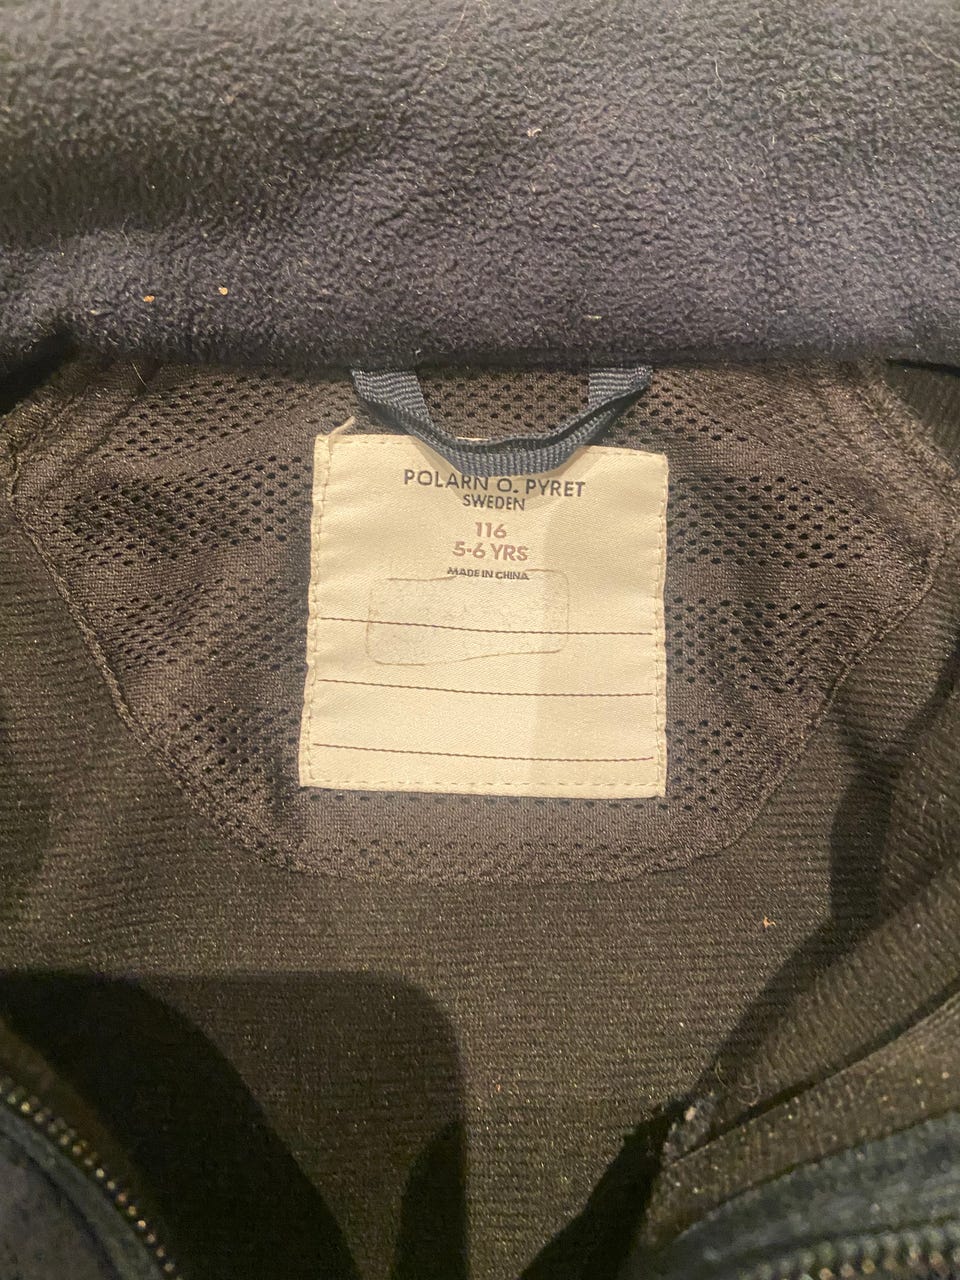 POLARN O. PYRET
SWEDEN
116
5-6 YRS
MADE IN CHINA